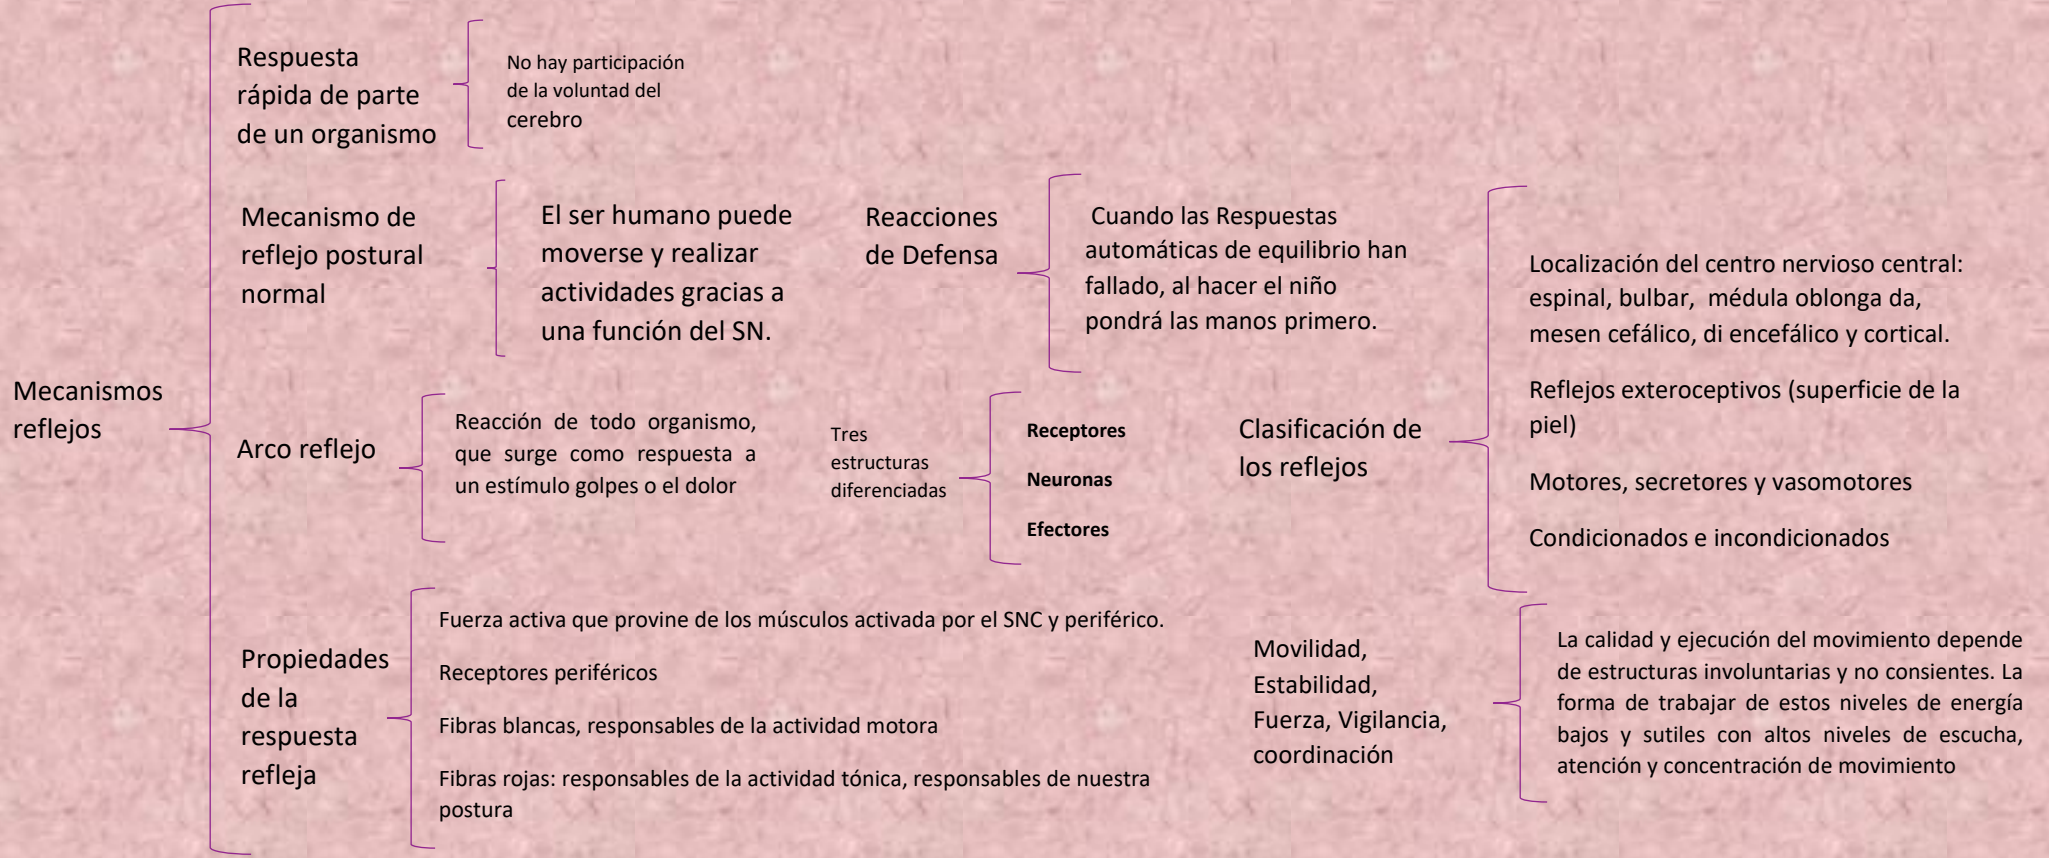 Mecanismos
reflejos
Respuesta
rápida de parte
de un organismo
No hay participación
de la voluntad del
cerebro
Mecanismo de
reflejo postural
normal
El ser humano puede
moverse y realizar
actividades gracias a
una función del SN.
Reacciones
de Defensa
Cuando las Respuestas
automáticas de equilibrio han
fallado, al hacer el niño
pondrá las manos primero.
Arco reflejo
Reacción de todo organismo,
que surge como respuesta a
un estímulo golpes o el dolor
Tres
estructuras
diferenciadas
Receptores
Neuronas
Efectores
Clasificación de
los reflejos
Localización del centro nervioso central:
espinal, bulbar, médula oblonga da,
mesen cefálico, di encefálico y cortical.
Reflejos exteroceptivos (superficie de la
piel)
Motores, secretores y vasomotores
Condicionados e incondicionados
Propiedades
de la
respuesta
refleja
Fuerza activa que provine de los músculos activada por el SNC y periférico.
Receptores periféricos
Fibras blancas, responsables de la actividad motora
Fibras rojas: responsables de la actividad tónica, responsables de nuestra
postura
Movilidad,
Estabilidad,
Fuerza, Vigilancia,
coordinación
La calidad y ejecución del movimiento depende
de estructuras involuntarias y no consientes. La
forma de trabajar de estos niveles de energía
bajos y sutiles con altos niveles de escucha,
atención y concentración de movimiento